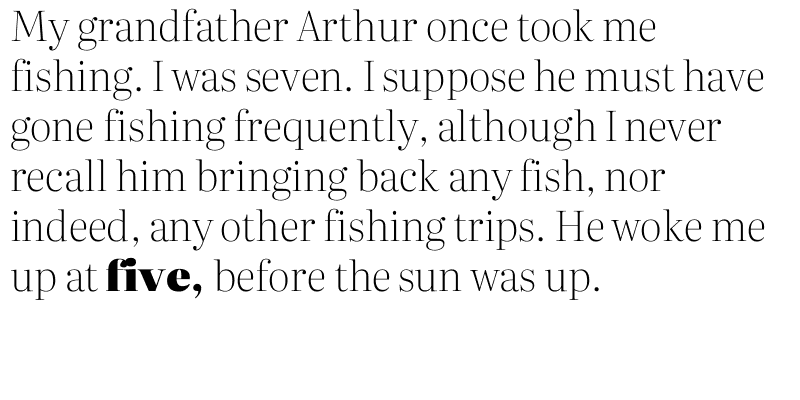 My grandfather Arthur once took me
fishing. I was seven. I suppose he must have
gone fishing frequently, although I never
recall him bringing back any fish, nor
indeed, any other fishing trips. He woke me
up at five, before the sun was up.